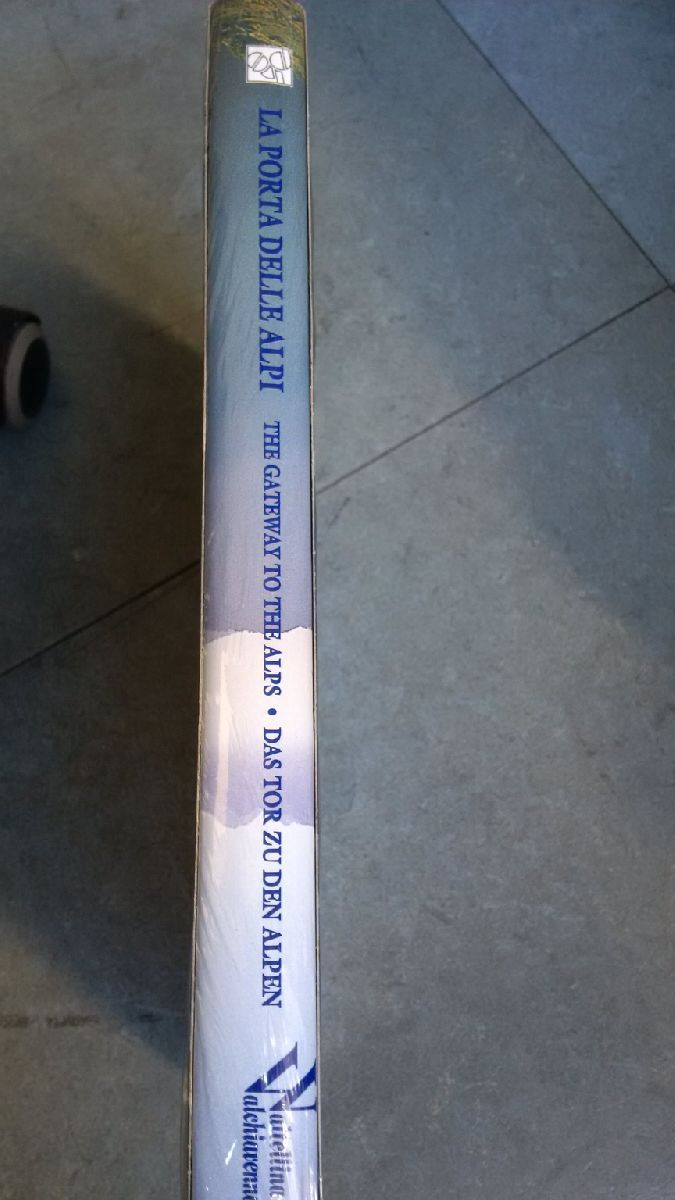 LA PORTA DELLE ALPI
THE GATEWAY TO THE ALPS • DAS TOR ZU DEN ALPEN